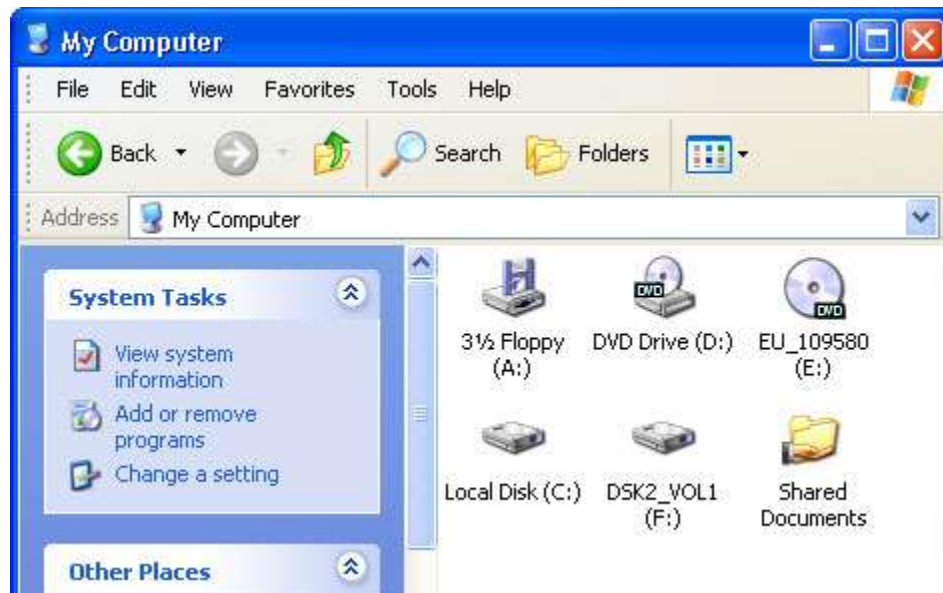 My Computer
File Edit View Favorites Tools Help
Back Search Folders
Address My Computer
System Tasks
View system
information
Add or remove
programs
Change a setting
Other Places
3½ Floppy
(A:)
DVD
DVD Drive (D:)
DVD
EU_109580
(E:)
Local Disk (C:)
DSK2_VOL1
(F:)
Shared
Documents